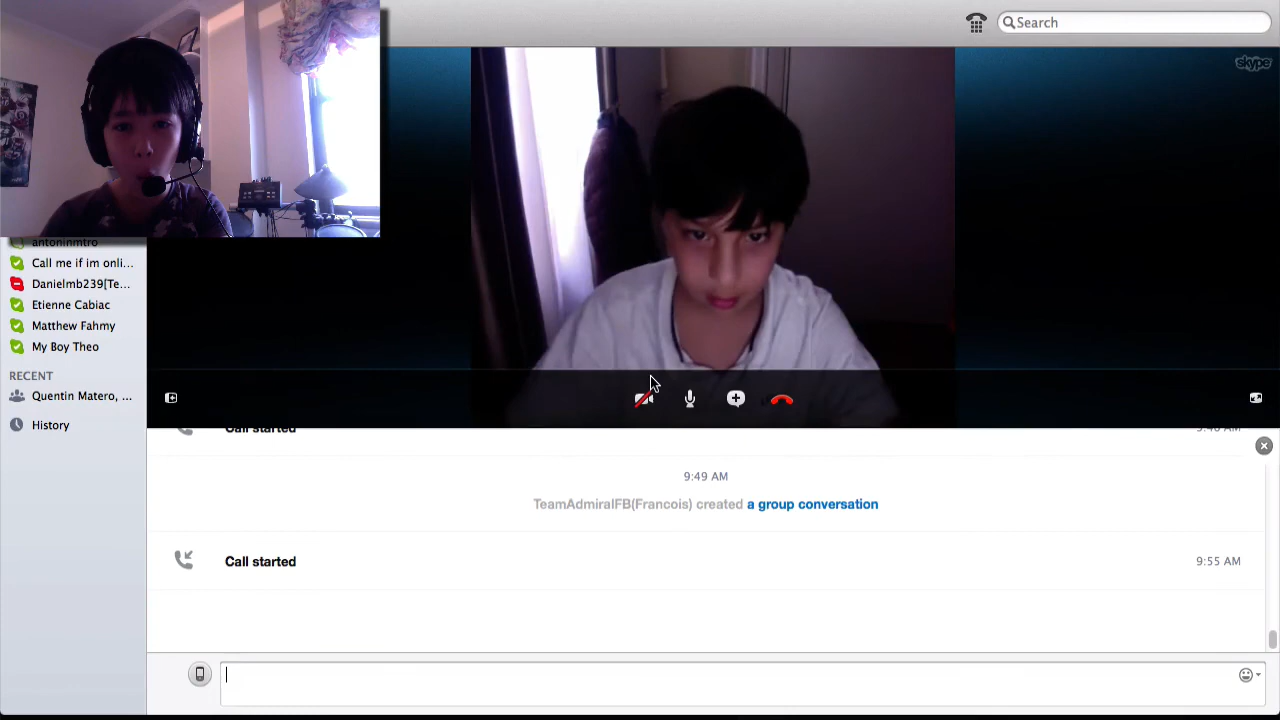 Search
skype
antoninmtro
Call me if im onli...
Danielmb239[Te...
Etienne Cabiac
Matthew Fahmy
My Boy Theo
RECENT
Quentin Matero, ...
History
Call started
9:49 AM
TeamAdmiralFB(Francois) created a group conversation
Call started 9:55 AM